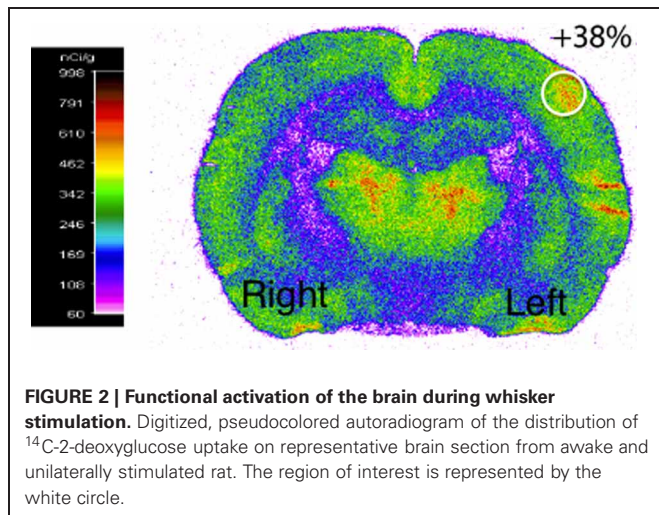 nCi/g
998
791
610
462
342
246
169
108
60
+38%
Right
Left
FIGURE 2 | Functional activation of the brain during whisker
stimulation. Digitized, pseudocolored autoradiogram of the distribution of
¹⁴C-2-deoxyglucose uptake on representative brain section from awake and
unilaterally stimulated rat. The region of interest is represented by the
white circle.